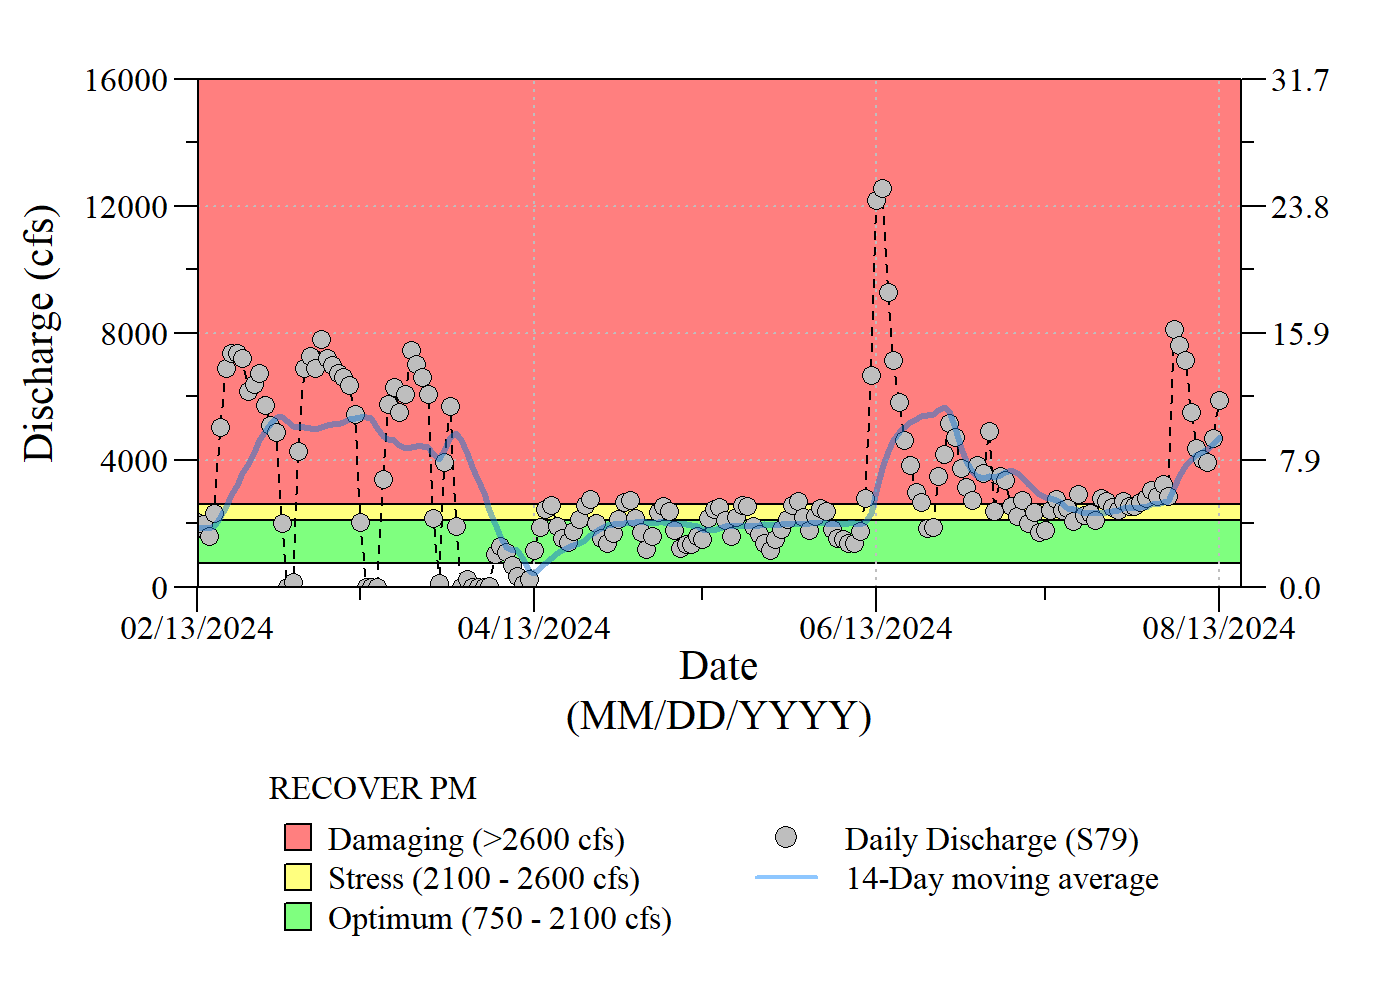 16000
12000
8000
4000
0
Discharge (cfs)
31.7
23.8
15.9
7.9
0.0
02/13/2024
04/13/2024
06/13/2024
08/13/2024
Date
(MM/DD/YYYY)
RECOVER PM
Damaging (>2600 cfs)
Stress (2100 - 2600 cfs)
Optimum (750 - 2100 cfs)
Daily Discharge (S79)
14-Day moving average